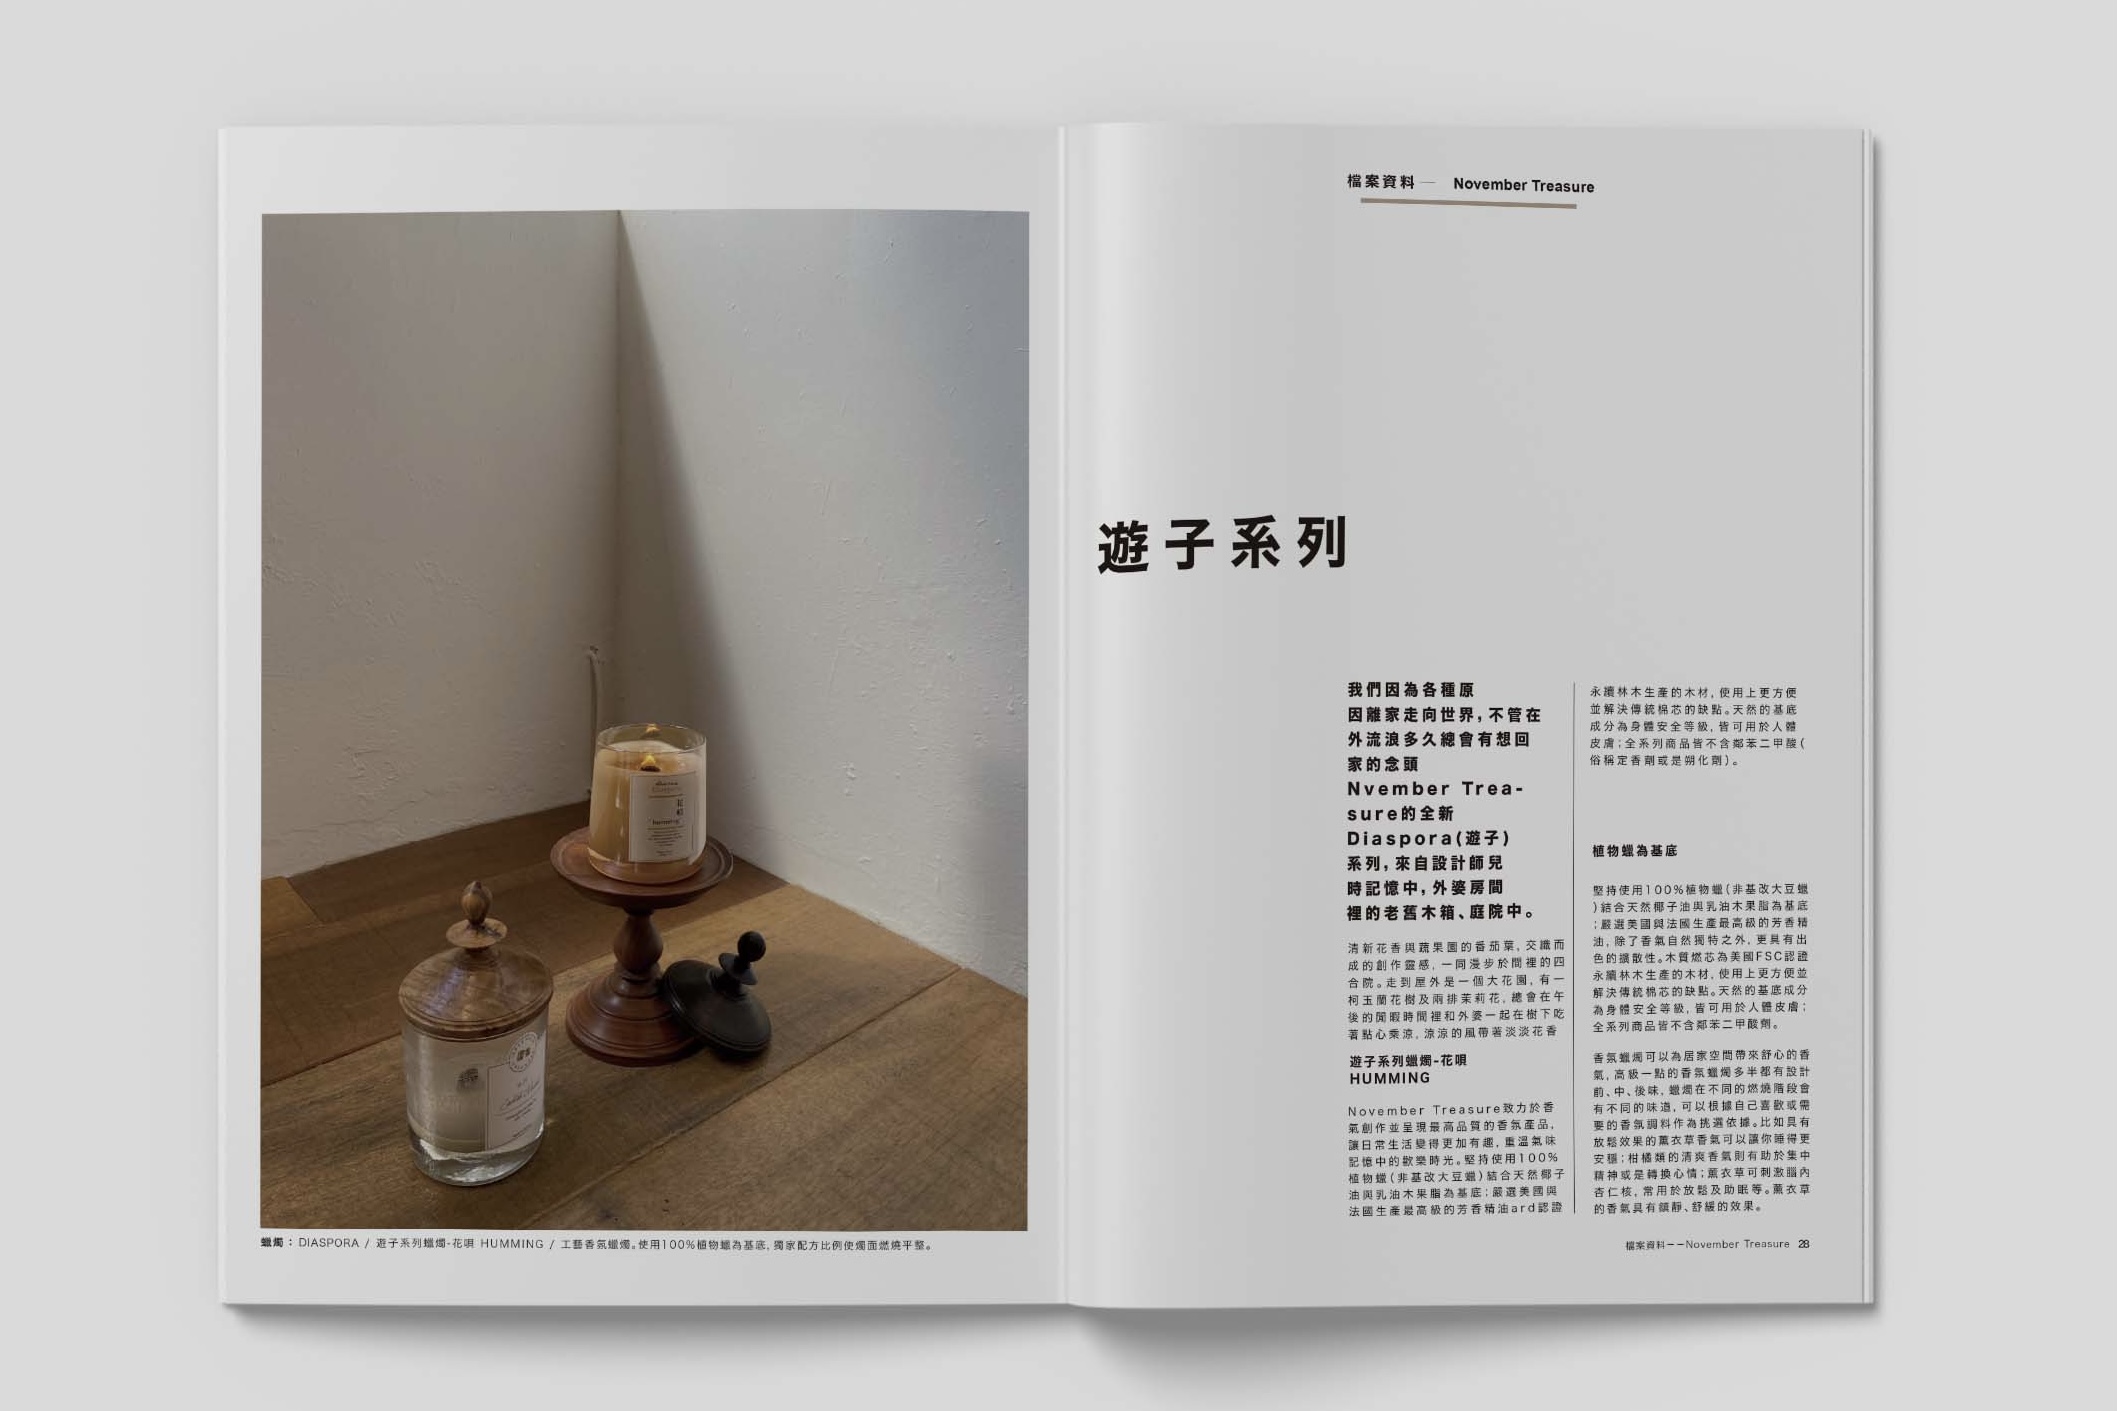 檔案資料— November Treasure
遊子系列
我們因為各種原
因離家走向世界，不管在
外流浪多久總會有想回
家的念頭
Nvember Trea-
sure的全新
Diaspora(遊子)
系列，來自設計師兒
時記憶中，外婆房間
裡的老舊木箱、庭院中。
清新花香與蔬果園的番茄葉，交織而
成的創作靈感，一同漫步於間裡的四
合院。走到屋外是一個大花園，有一
柯玉蘭花樹及兩排茉莉花，總會在午
後的閒暇時間裡和外婆一起在樹下吃
著點心乘涼，涼涼的風帶著淡淡花香
遊子系列蠟燭-花唄
HUMMING
November Treasure致力於香
氣創作並呈現最高品質的香氛產品，
讓日常生活變得更加有趣，重溫氣味
記憶中的歡樂時光。堅持使用100%
植物蠟(非基改大豆蠟)結合天然椰子
油與乳油木果脂為基底；嚴選美國與
法國生產最高級的芳香精油ard認證
永續林木生產的木材，使用上更方便
並解決傳統棉芯的缺點。天然的基底
成分為身體安全等級，皆可用於人體
皮膚；全系列商品皆不含鄰苯二甲酸(
俗稱定香劑或是朔化劑)。
植物蠟為基底
堅持使用100%植物蠟(非基改大豆蠟
)結合天然椰子油與乳油木果脂為基底
；嚴選美國與法國生產最高級的芳香精
油，除了香氣自然獨特之外，更具有出
色的擴散性。木質燃芯為美國FSC認證
永續林木生產的木材，使用上更方便並
解決傳統棉芯的缺點。天然的基底成分
為身體安全等級，皆可用於人體皮膚；
全系列商品皆不含鄰苯二甲酸劑。
香氛蠟燭可以為居家空間帶來舒心的香
氣，高級一點的香氛蠟燭多半都有設計
前、中、後味，蠟燭在不同的燃燒階段會
有不同的味道，可以根據自己喜歡或需
要的香氛調料作為挑選依據。比如具有
放鬆效果的薰衣草香氣可以讓你睡得更
安穩；柑橘類的清爽香氣則有助於集中
精神或是轉換心情；薰衣草可刺激腦內
杏仁核，常用於放鬆及助眠等。薰衣草
的香氣具有鎮靜、舒緩的效果。
蠟燭：DIASPORA / 遊子系列蠟燭-花唄 HUMMING / 工藝香氛蠟燭。使用100%植物蠟為基底，獨家配方比例使燭面燃燒平整。
檔案資料——November Treasure 28
花唄
humming